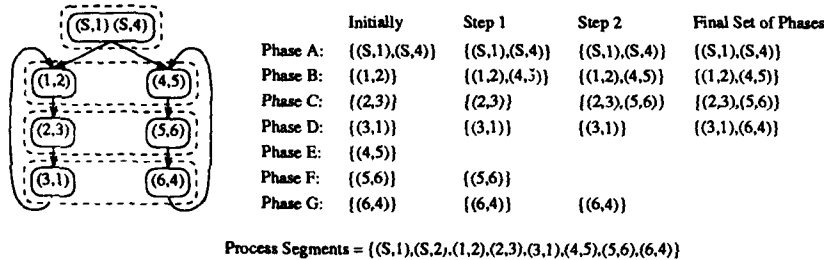 (S,1) (S,4)
(1,2) (4,5)
(2,3) (5,6)
(3,1) (6,4)
Initially Step 1 Step 2 Final Set of Phases
Phase A: {(S,1),(S,4)} {(S,1),(S,4)} {(S,1),(S,4)} {(S,1),(S,4)}
Phase B: {(1,2)} {(1,2),(4,5)} {(1,2),(4,5)} {(1,2),(4,5)}
Phase C: {(2,3)} {(2,3)} {(2,3),(5,6)} {(2,3),(5,6)}
Phase D: {(3,1)} {(3,1)} {(3,1)} {(3,1),(6,4)}
Phase E: {(4,5)}
Phase F: {(5,6)} {(5,6)}
Phase G: {(6,4)} {(6,4)} {(6,4)}
Process Segments = {(S,1),(S,2),(1,2),(2,3),(3,1),(4,5),(5,6),(6,4)}